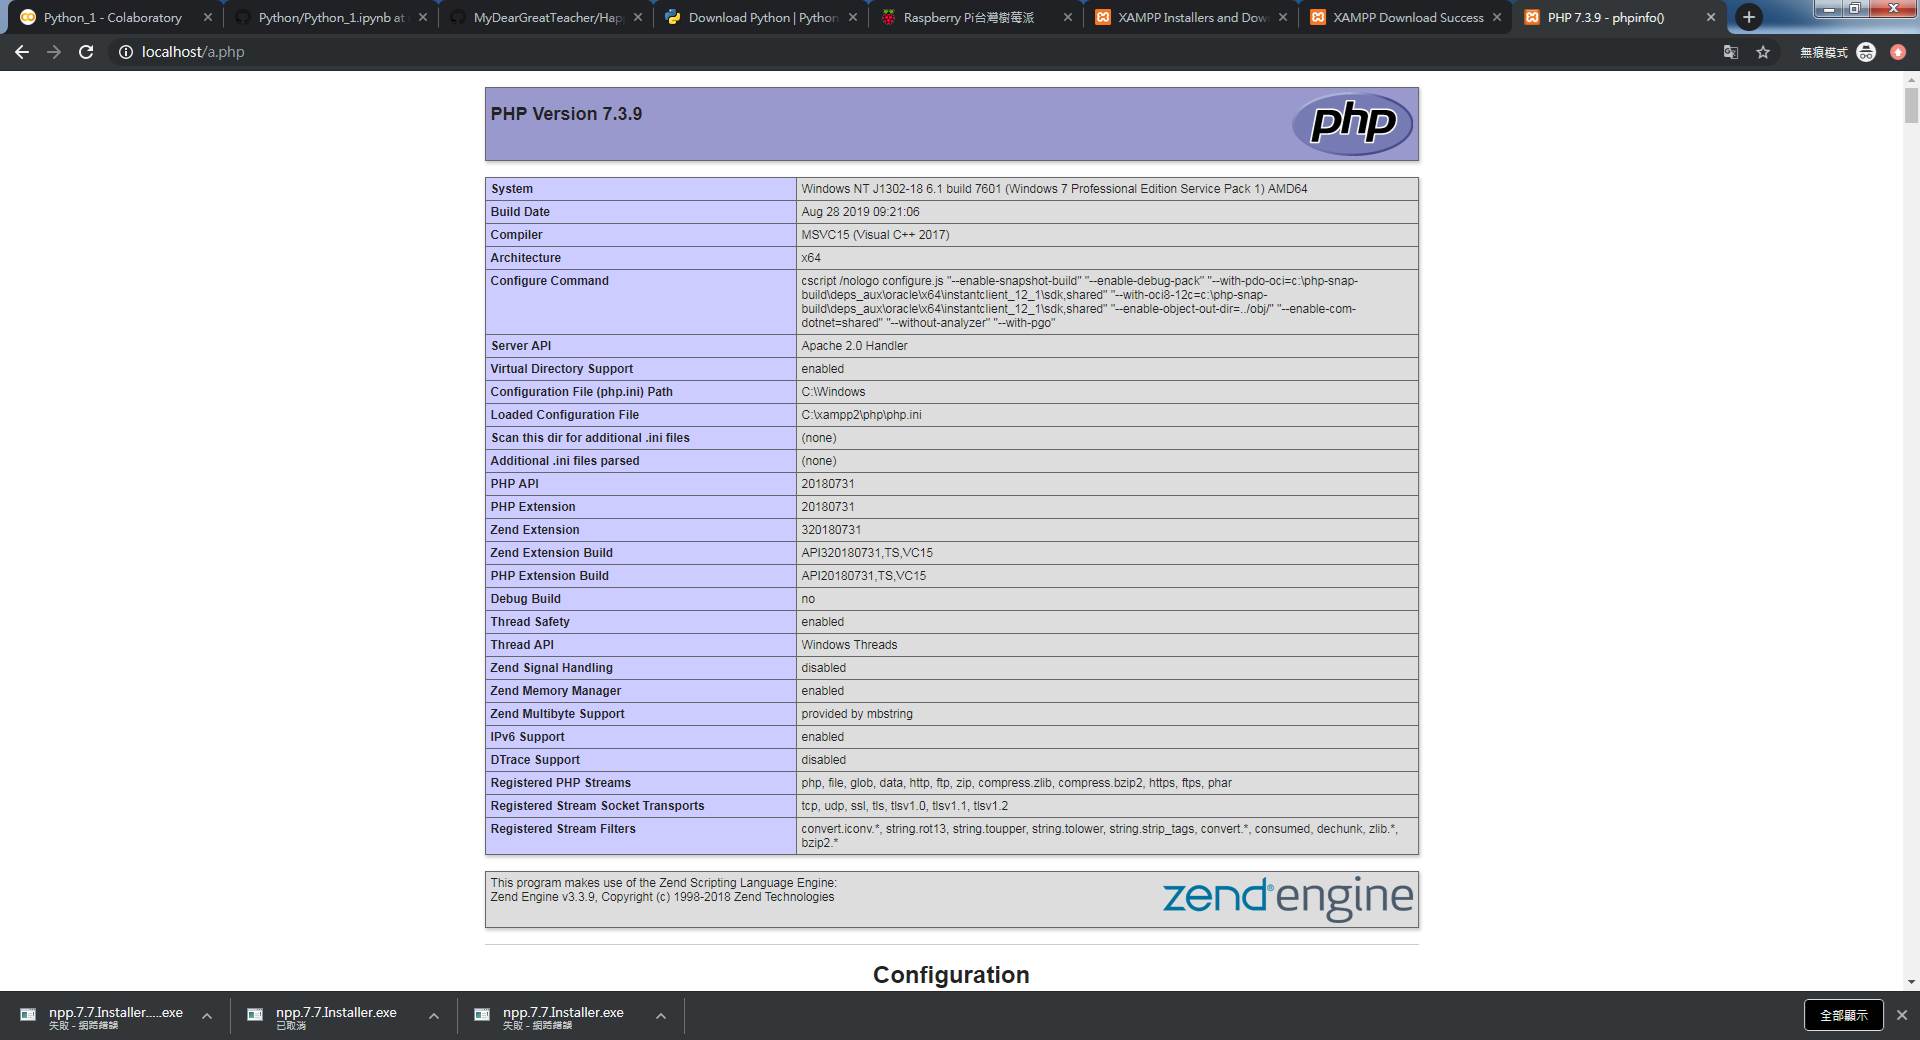 Python_1 - Colaboratory
Python/Python_1.ipynb at
MyDearGreatTeacher/Hap
Download Python | Python
Raspberry Pi台灣樹莓派
XAMPP Installers and Dow
XAMPP Download Success
PHP 7.3.9 - phpinfo()
localhost/a.php
無痕模式
PHP Version 7.3.9
php
System Windows NT J1302-18 6.1 build 7601 (Windows 7 Professional Edition Service Pack 1) AMD64
Build Date Aug 28 2019 09:21:06
Compiler MSVC15 (Visual C++ 2017)
Architecture x64
Configure Command cscript /nologo configure.js "--enable-snapshot-build" "--enable-debug-pack" "--with-pdo-oci=c:\php-snap-
build\deps_aux\oracle\x64\instantclient_12_1\sdk,shared" "--with-oci8-12c=c:\php-snap-
build\deps_aux\oracle\x64\instantclient_12_1\sdk,shared" "--enable-object-out-dir=../obj/" "--enable-com-
dotnet=shared" "--without-analyzer" "--with-pgo"
Server API Apache 2.0 Handler
Virtual Directory Support enabled
Configuration File (php.ini) Path C:\Windows
Loaded Configuration File C:\xampp2\php\php.ini
Scan this dir for additional .ini files (none)
Additional .ini files parsed (none)
PHP API 20180731
PHP Extension 20180731
Zend Extension 320180731
Zend Extension Build API320180731,TS,VC15
PHP Extension Build API20180731,TS,VC15
Debug Build no
Thread Safety enabled
Thread API Windows Threads
Zend Signal Handling disabled
Zend Memory Manager enabled
Zend Multibyte Support provided by mbstring
IPv6 Support enabled
DTrace Support disabled
Registered PHP Streams php, file, glob, data, http, ftp, zip, compress.zlib, compress.bzip2, https, ftps, phar
Registered Stream Socket Transports tcp, udp, ssl, tls, tlsv1.0, tlsv1.1, tlsv1.2
Registered Stream Filters convert.iconv.*, string.rot13, string.toupper, string.tolower, string.strip_tags, convert.*, consumed, dechunk, zlib.*,
bzip2.*
This program makes use of the Zend Scripting Language Engine:
Zend Engine v3.3.9, Copyright (c) 1998-2018 Zend Technologies
zend® engine
Configuration
npp.7.7.Installer.....exe
失敗 - 網路錯誤
npp.7.7.Installer.exe
已取消
npp.7.7.Installer.exe
失敗 - 網路錯誤
全部顯示